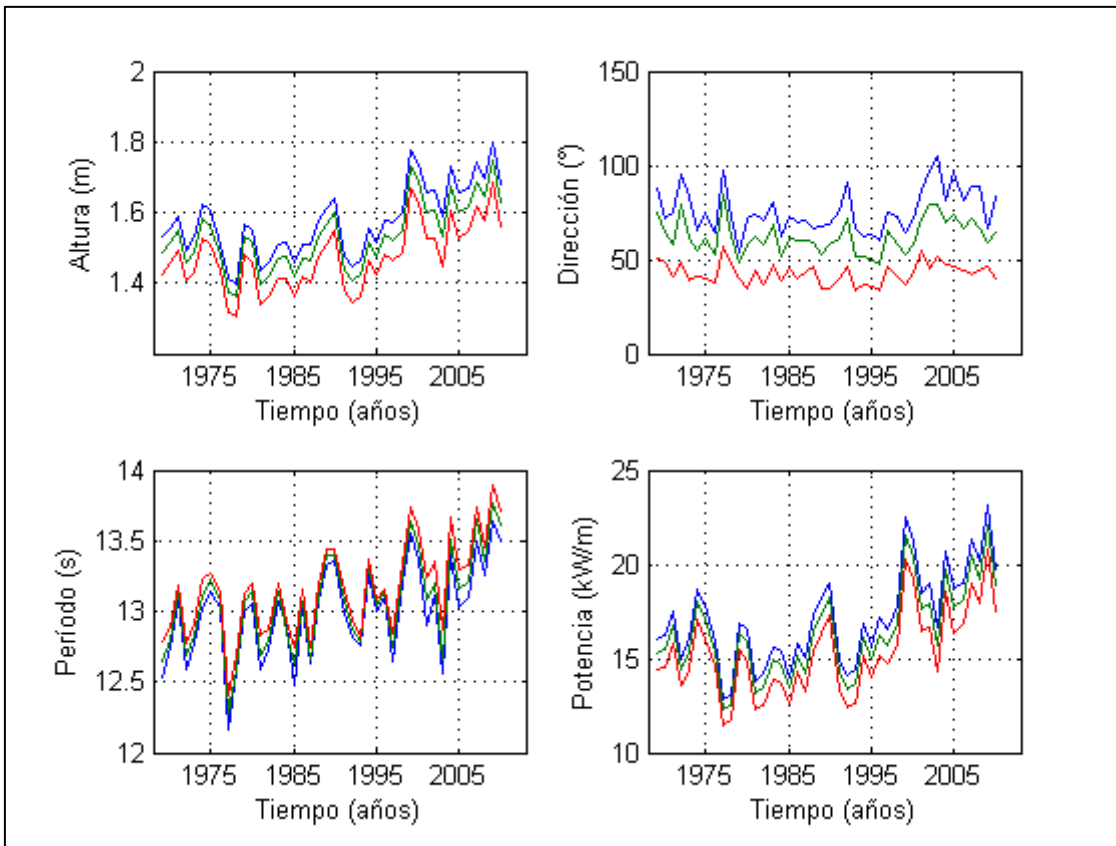 2
1.8
1.6
1.4
Altura (m)
1975 1985 1995 2005
Tiempo (años)
150
100
50
0
Dirección (º)
1975 1985 1995 2005
Tiempo (años)
14
13.5
13
12.5
12
Período (s)
1975 1985 1995 2005
Tiempo (años)
25
20
15
10
Potencia (kW/m)
1975 1985 1995 2005
Tiempo (años)